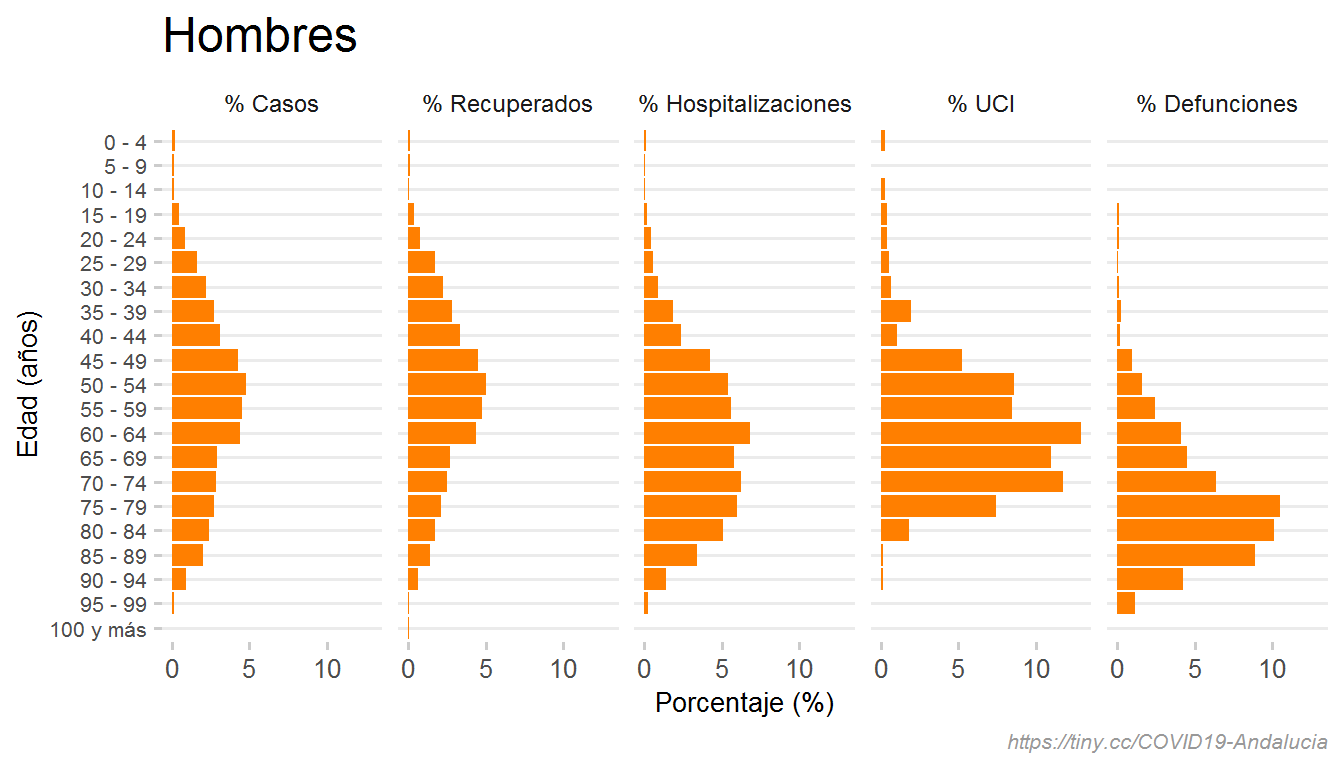 Hombres
% Casos % Recuperados % Hospitalizaciones % UCI % Defunciones
0 - 4
5 - 9
10 - 14
15 - 19
20 - 24
25 - 29
30 - 34
35 - 39
40 - 44
45 - 49
50 - 54
55 - 59
60 - 64
65 - 69
70 - 74
75 - 79
80 - 84
85 - 89
90 - 94
95 - 99
100 y más
Edad (años)
0 5 10 0 5 10 0 5 10 0 5 10 0 5 10
Porcentaje (%)
https://tiny.cc/COVID19-Andalucia